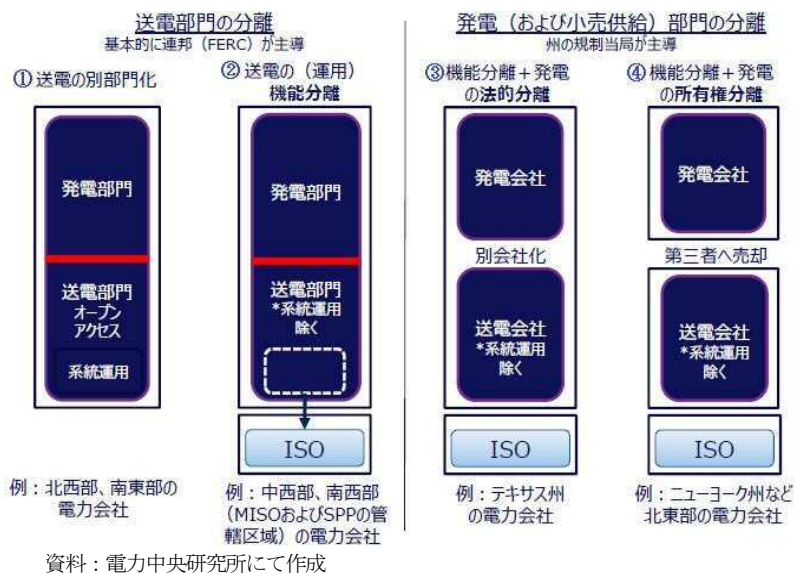 送電部門の分離
基本的に連邦（FERC）が主導
発電（および小売供給）部門の分離
州の規制当局が主導
①送電の別部門化
発電部門
送電部門
オープン
アクセス
系統運用
例：北西部、南東部の
電力会社
②送電の（運用）
機能分離
発電部門
送電部門
*系統運用
除く
ISO
例：中西部、南西部
（MISOおよびSPPの管
轄区域）の電力会社
③機能分離＋発電
の法的分離
発電会社
別会社化
送電会社
*系統運用
除く
ISO
例：テキサス州
の電力会社
④機能分離＋発電
の所有権分離
発電会社
第三者へ売却
送電会社
*系統運用
除く
ISO
例：ニューヨーク州など
北東部の電力会社
資料：電力中央研究所にて作成